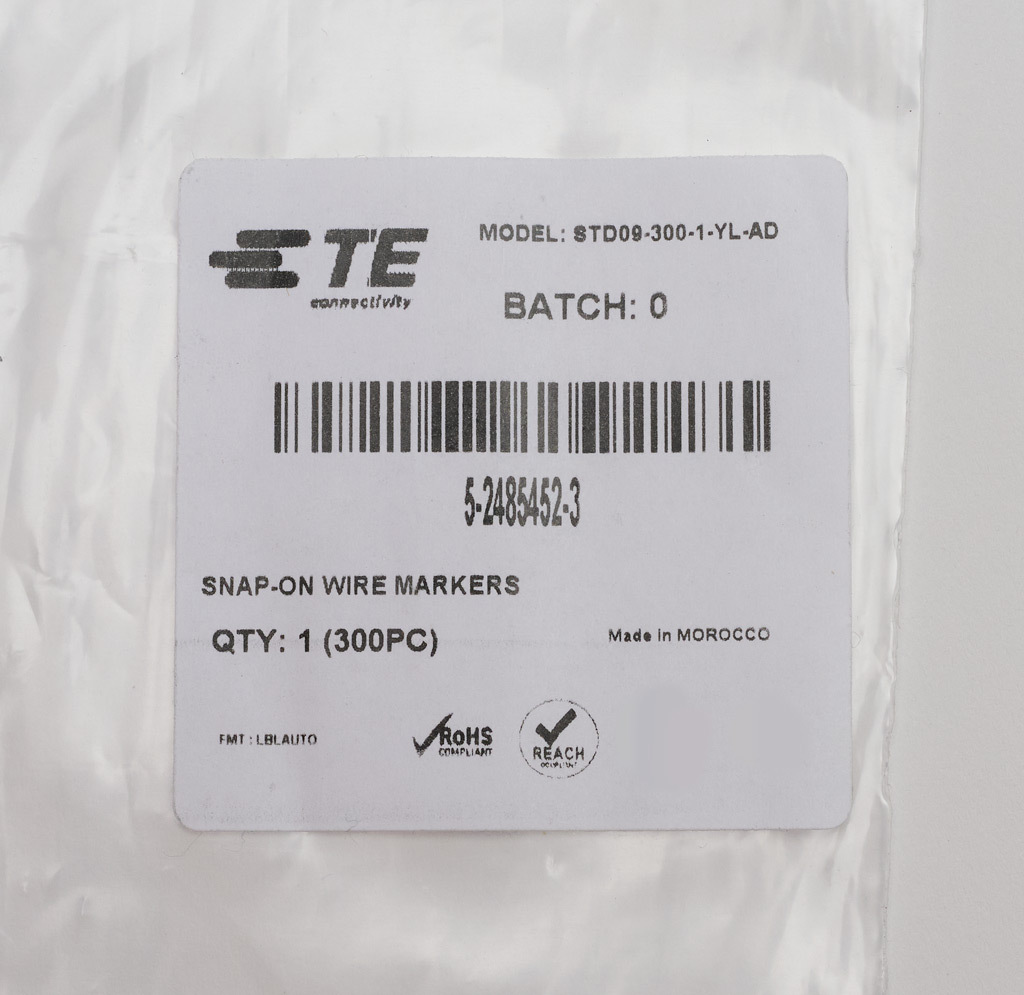 TE
connectivity
MODEL: STD09-300-1-YL-AD
BATCH: 0
5-2485452-3
SNAP-ON WIRE MARKERS
QTY: 1 (300PC)
Made in MOROCCO
FMT : LBLAUTO
RoHS
COMPLIANT
REACH
COMPLIANT